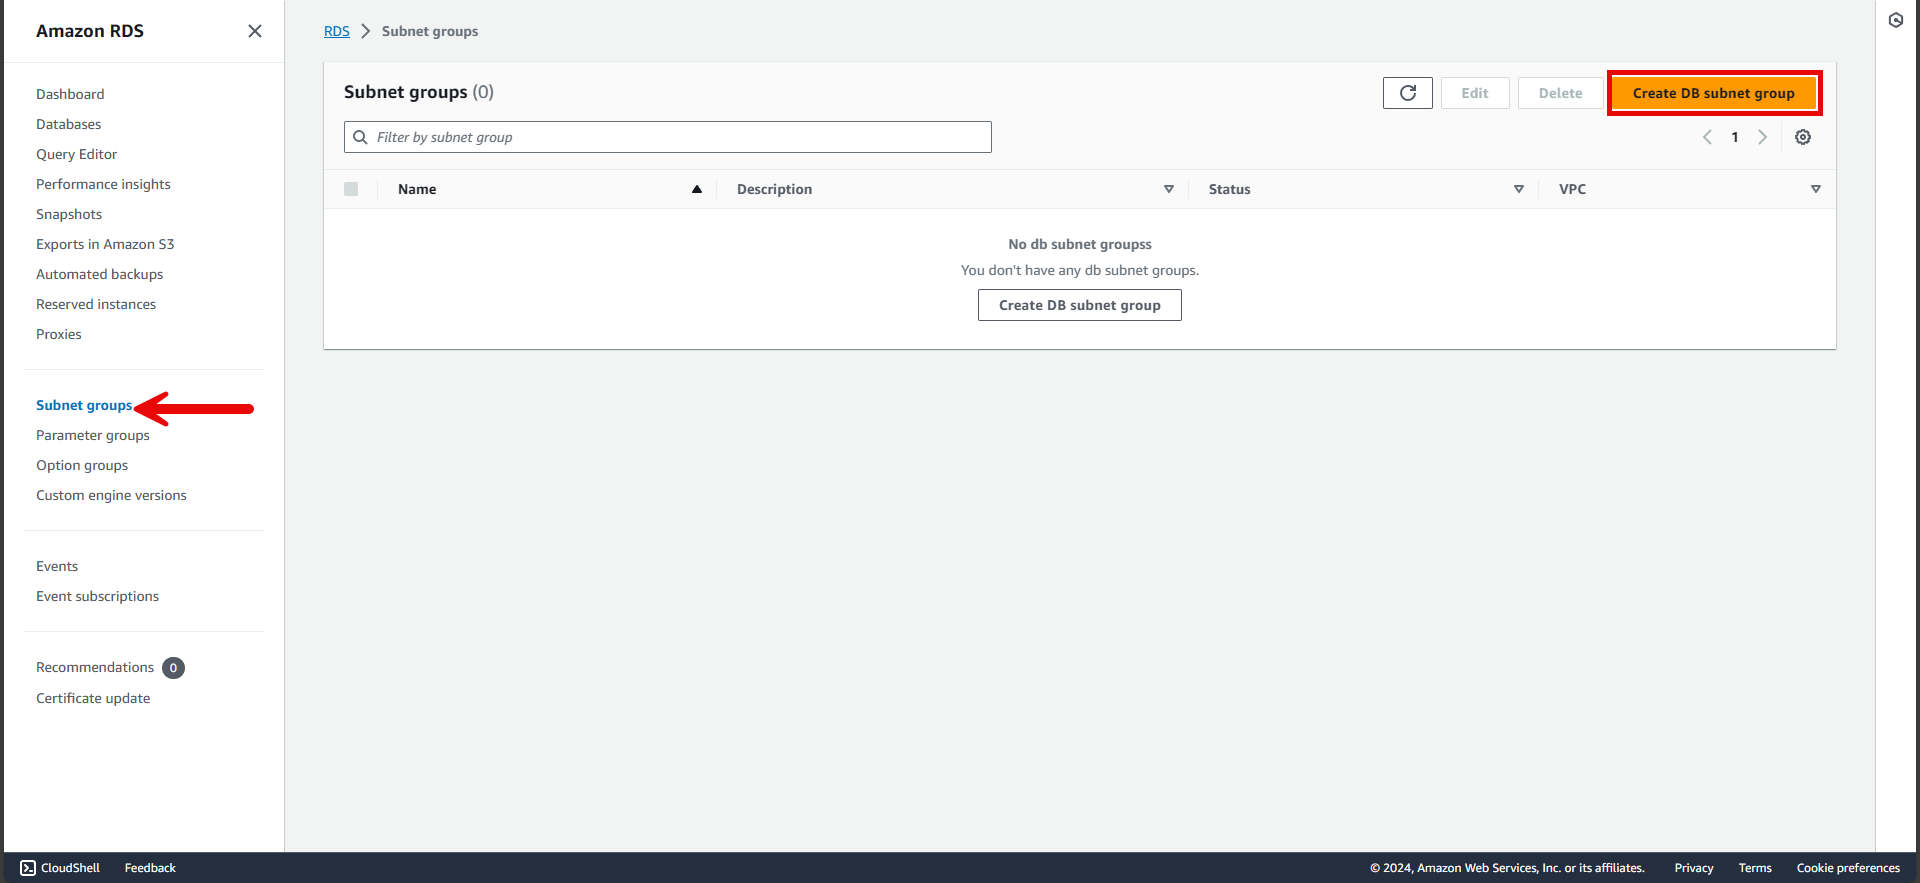 Amazon RDS
Dashboard
Databases
Query Editor
Performance insights
Snapshots
Exports in Amazon S3
Automated backups
Reserved instances
Proxies
Subnet groups
Parameter groups
Option groups
Custom engine versions
Events
Event subscriptions
Recommendations 0
Certificate update
RDS Subnet groups
Subnet groups (0)
Edit Delete Create DB subnet group
Filter by subnet group
1
Name Description Status VPC
No db subnet groupss
You don't have any db subnet groups.
Create DB subnet group
CloudShell Feedback © 2024, Amazon Web Services, Inc. or its affiliates. Privacy Terms Cookie preferences